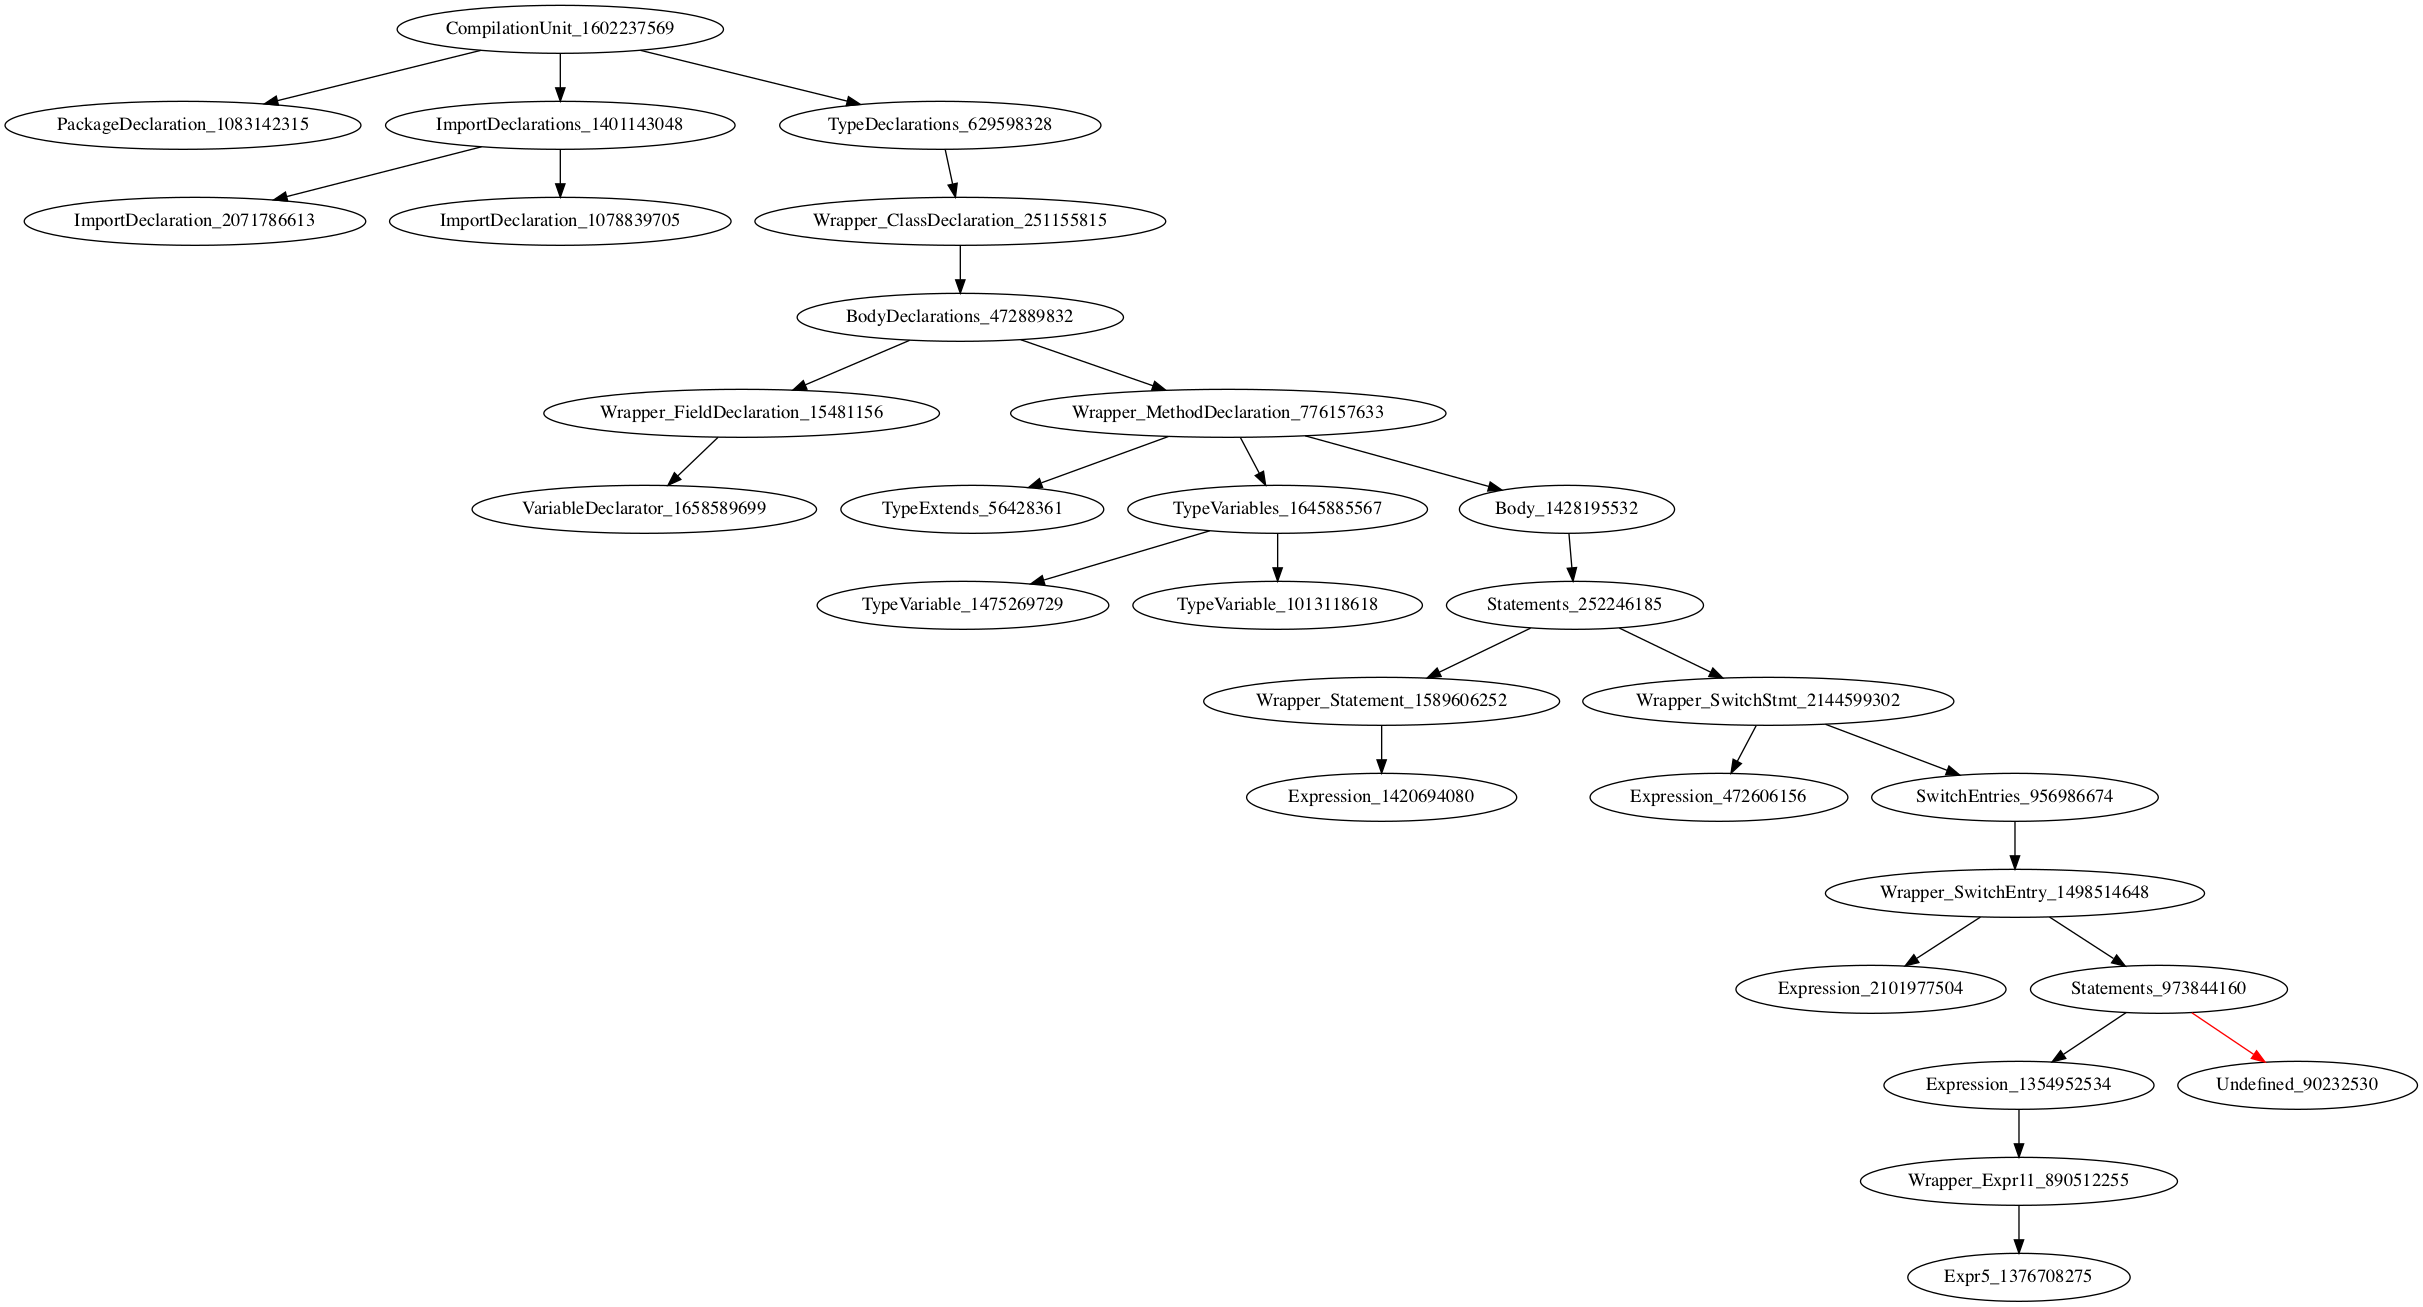 CompilationUnit_1602237569
PackageDeclaration_1083142315
ImportDeclarations_1401143048
TypeDeclarations_629598328
ImportDeclaration_2071786613
ImportDeclaration_1078839705
Wrapper_ClassDeclaration_251155815
BodyDeclarations_472889832
Wrapper_FieldDeclaration_15481156
Wrapper_MethodDeclaration_776157633
VariableDeclarator_1658589699
TypeExtends_56428361
TypeVariables_1645885567
Body_1428195532
TypeVariable_1475269729
TypeVariable_1013118618
Statements_252246185
Wrapper_Statement_1589606252
Wrapper_SwitchStmt_2144599302
Expression_1420694080
Expression_472606156
SwitchEntries_956986674
Wrapper_SwitchEntry_1498514648
Expression_2101977504
Statements_973844160
Expression_1354952534
Undefined_90232530
Wrapper_Expr11_890512255
Expr5_1376708275